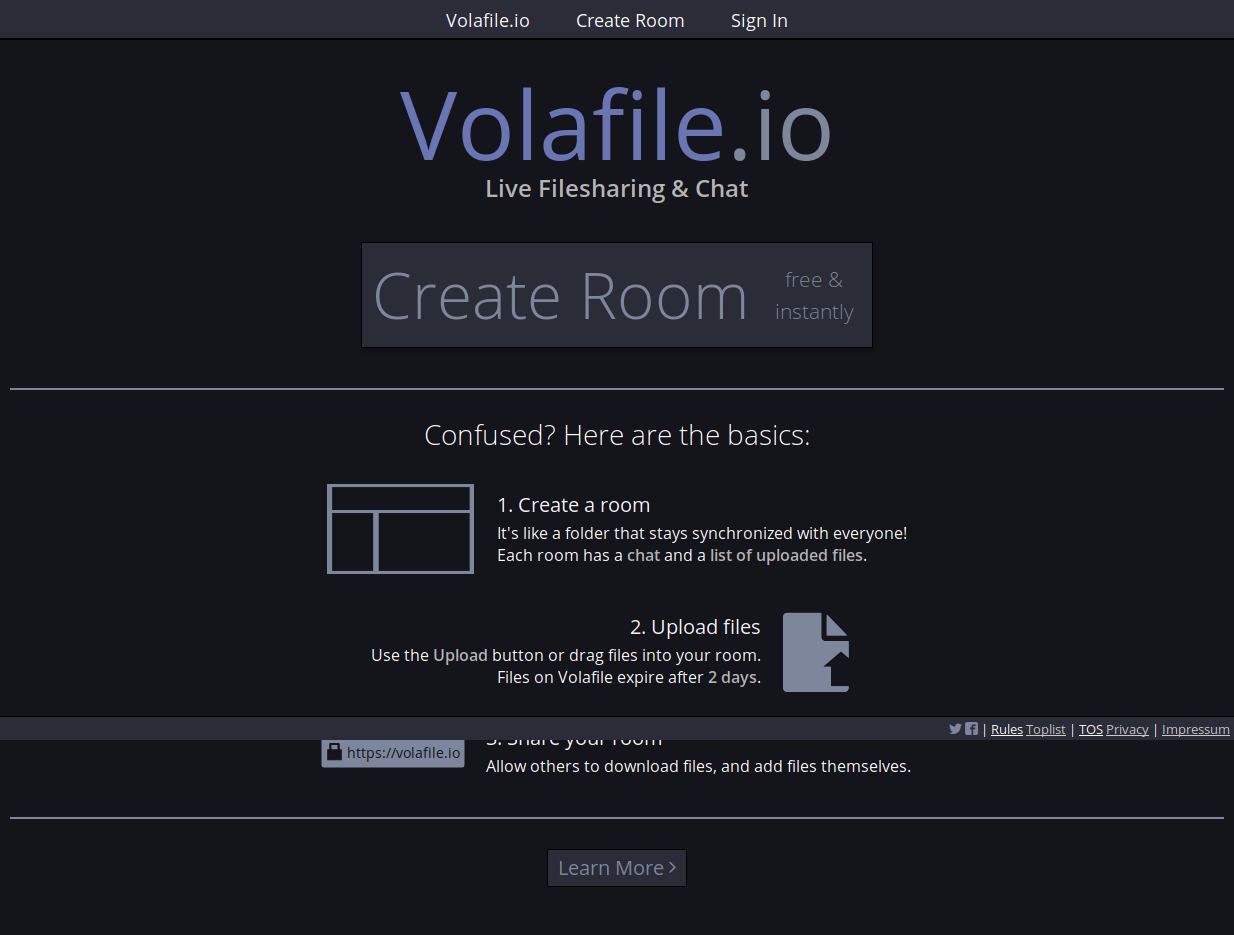 Volafile.io Create Room Sign In
Volafile.io
Live Filesharing & Chat
Create Room
free &
instantly
Confused? Here are the basics:
1. Create a room
It's like a folder that stays synchronized with everyone!
Each room has a chat and a list of uploaded files.
2. Upload files
Use the Upload button or drag files into your room.
Files on Volafile expire after 2 days.
| Rules Toplist | TOS Privacy | Impressum
3. Share your room
https://volafile.io
Allow others to download files, and add files themselves.
Learn More >